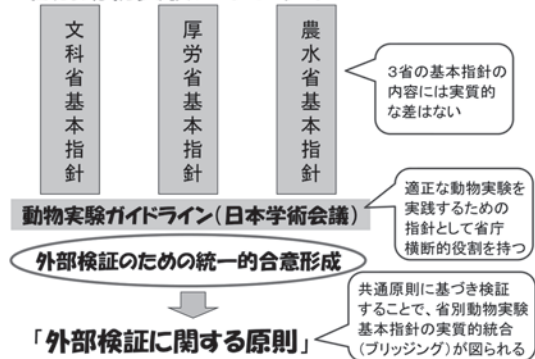 文科省基本指針
厚労省基本指針
農水省基本指針
3省の基本指針の
内容には実質的
な差はない
動物実験ガイドライン(日本学術会議)
適正な動物実験を
実践するための
指針として省庁
横断的役割を持つ
外部検証のための統一的合意形成
共通原則に基づき検証
することで、省別動物実験
基本指針の実質的統合
(ブリッジング)が図られる
「外部検証に関する原則」